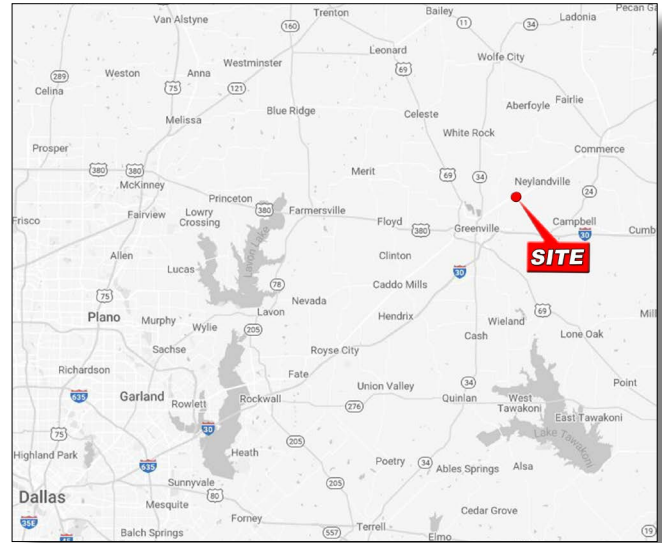 Van Alstyne
Trenton
Bailey
Pecan
160
11
34
Ladonia
Leonard
Wolfe City
Westminster
69
289
Weston
Anna
75
121
Celina
Blue Ridge
Aberfoyle
Fairlie
Melissa
Celeste
White Rock
Prosper
Commerce
380
380
Merit
69
34
Neylandville
McKinney
24
Princeton
380
Farmersville
Frisco
Fairview
Lowry
Crossing
Floyd
380
Greenville
Campbell
30
Cumb
Allen
Lavon Lake
Clinton
SITE
Lucas
30
78
Caddo Mills
75
Nevada
Plano
Murphy
Wylie
Lavon
Hendrix
69
Mil
205
Wieland
Sachse
Cash
Lone Oak
Royse City
Richardson
Fate
Point
635
Garland
Rowlett
Rockwall
Union Valley
34
Quinlan
West
Tawakoni
276
East Tawakoni
30
75
205
Lake Tawakoni
Highland Park
635
Heath
Poetry
34
Ables Springs
Alsa
Sunnyvale
205
Dallas
80
Mesquite
Cedar Grove
35E
Forney
Balch Springs
557
Terrell
Elmo
19